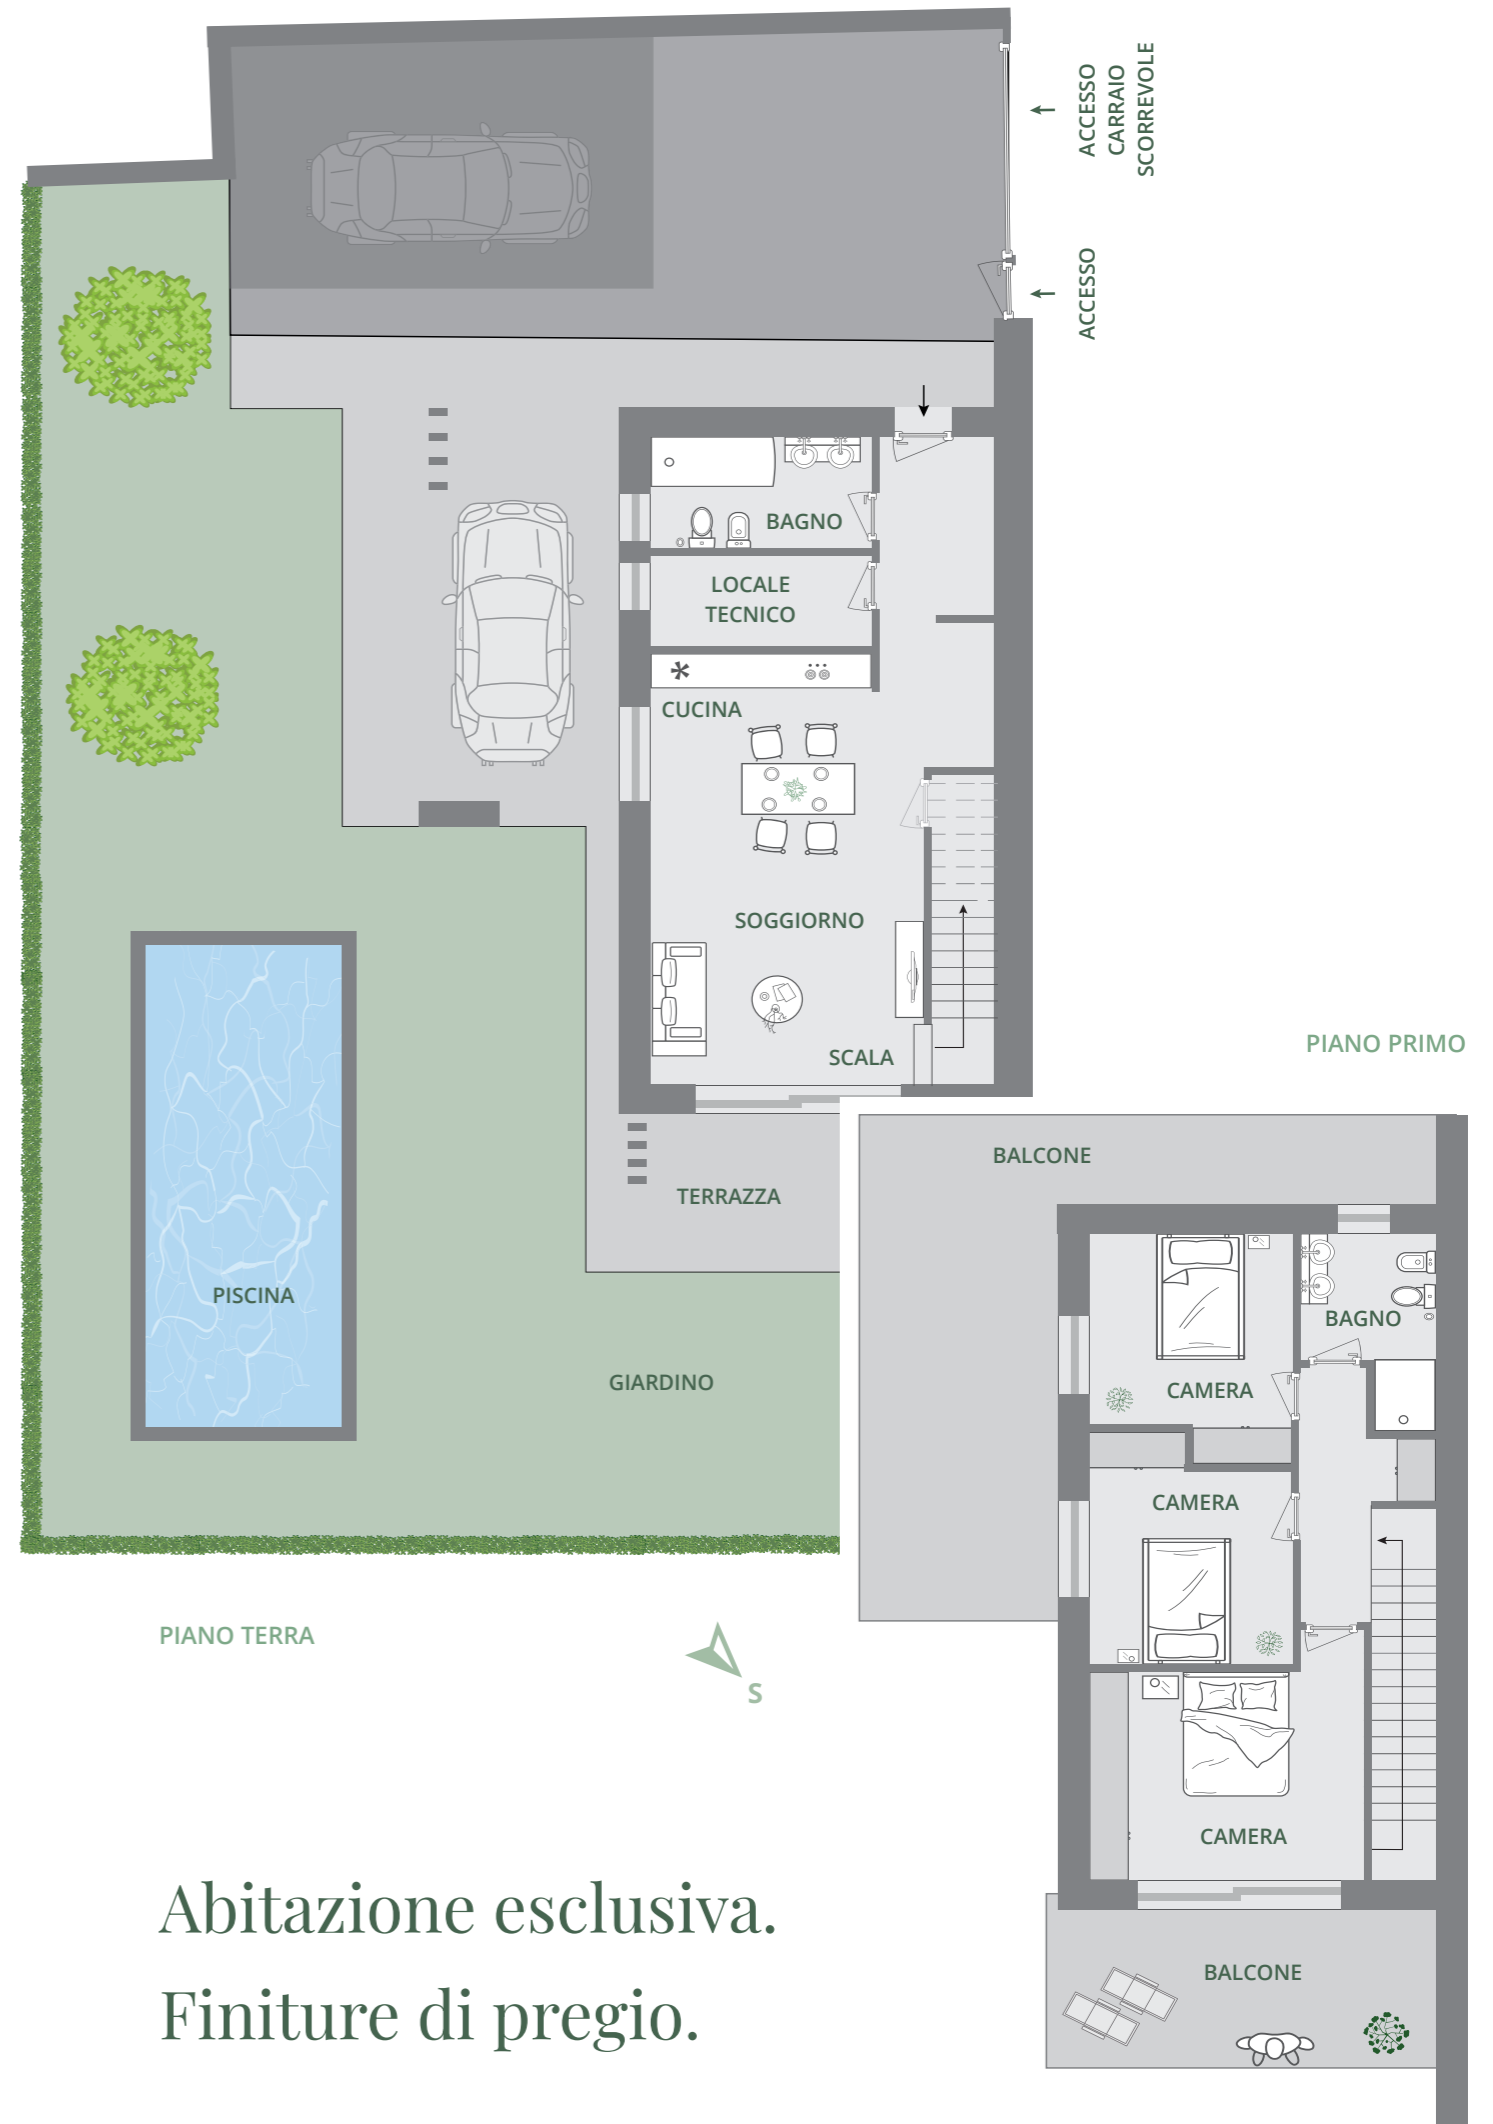 ACCESSO
CARRAIO
SCORREVOLE
ACCESSO
BAGNO
LOCALE
TECNICO
CUCINA
SOGGIORNO
SCALA
TERRAZZA
PISCINA
GIARDINO
PIANO TERRA
S
PIANO PRIMO
BALCONE
BAGNO
CAMERA
CAMERA
CAMERA
BALCONE
Abitazione esclusiva.
Finiture di pregio.